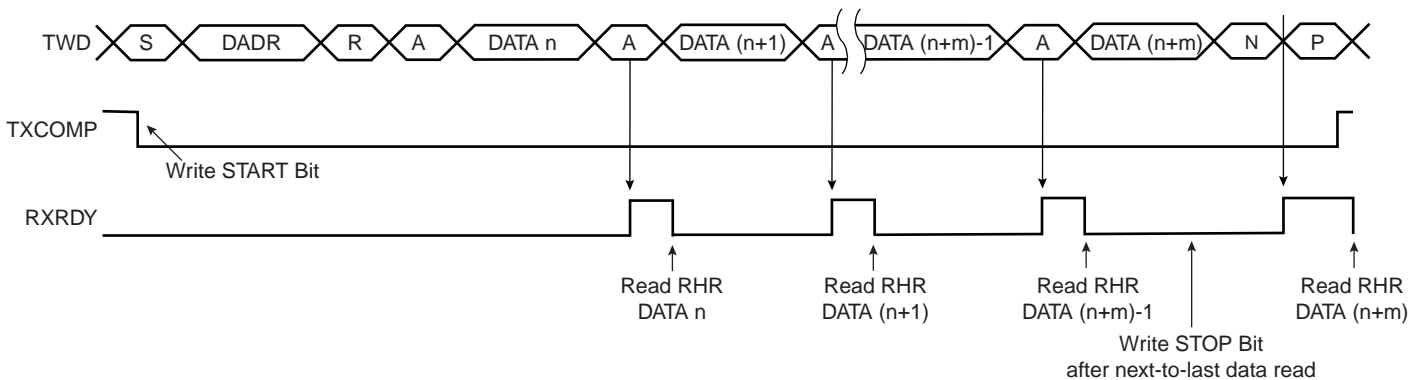 TWD S DADR R A DATA n A DATA (n+1) A DATA (n+m)-1 A DATA (n+m) N P
TXCOMP
Write START Bit
RXRDY
Read RHR
DATA n
Read RHR
DATA (n+1)
Read RHR
DATA (n+m)-1
Read RHR
DATA (n+m)
Write STOP Bit
after next-to-last data read